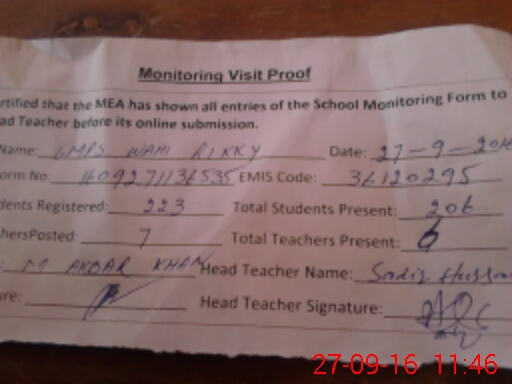 Monitoring Visit Proof
rtified that the MEA has shown all entries of the School Monitoring Form to
ad Teacher before its online submission.
Name: GMPS WAHI RIKKY Date: 27-9-2016
orm No: 1609271136535 EMIS Code: 36120295
dents Registered: 223 Total Students Present: 206
hersPosted: 7 Total Teachers Present: 6
: M AKBAR KHAN Head Teacher Name: Sadiq Hussain
ure: Head Teacher Signature:
27-09-16 11:46